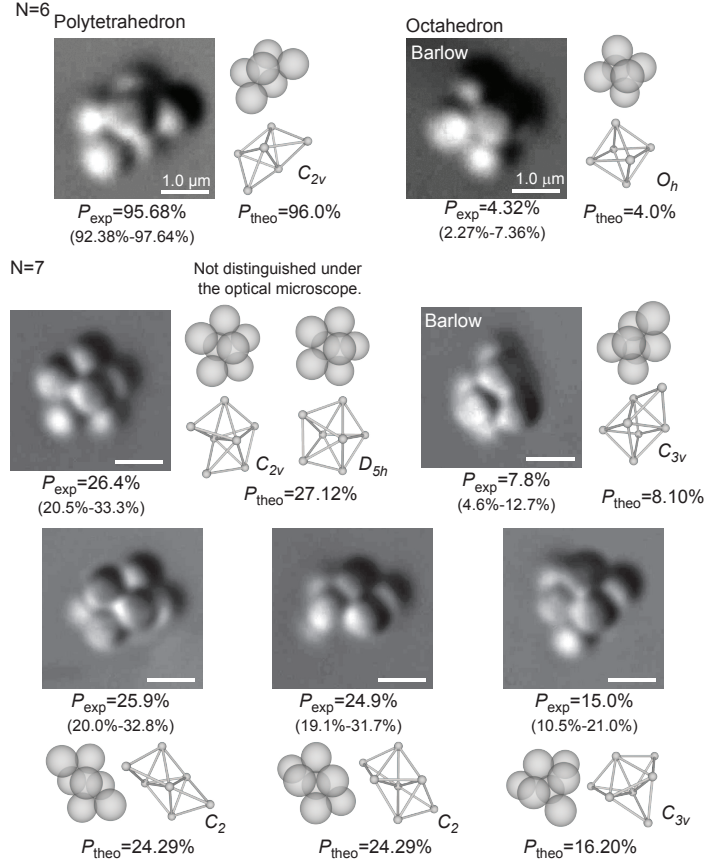 N=6
Polytetrahedron
Octahedron
Barlow
1.0 μm
1.0 μm
C2v
Oh
Pexp=95.68%
(92.38%-97.64%)
Ptheo=96.0%
Pexp=4.32%
(2.27%-7.36%)
Ptheo=4.0%
N=7
Not distinguished under
the optical microscope.
Barlow
C2v
D5h
C3v
Pexp=26.4%
(20.5%-33.3%)
Ptheo=27.12%
Pexp=7.8%
(4.6%-12.7%)
Ptheo=8.10%
Pexp=25.9%
(20.0%-32.8%)
Pexp=24.9%
(19.1%-31.7%)
Pexp=15.0%
(10.5%-21.0%)
C2
C2
C3v
Ptheo=24.29%
Ptheo=24.29%
Ptheo=16.20%